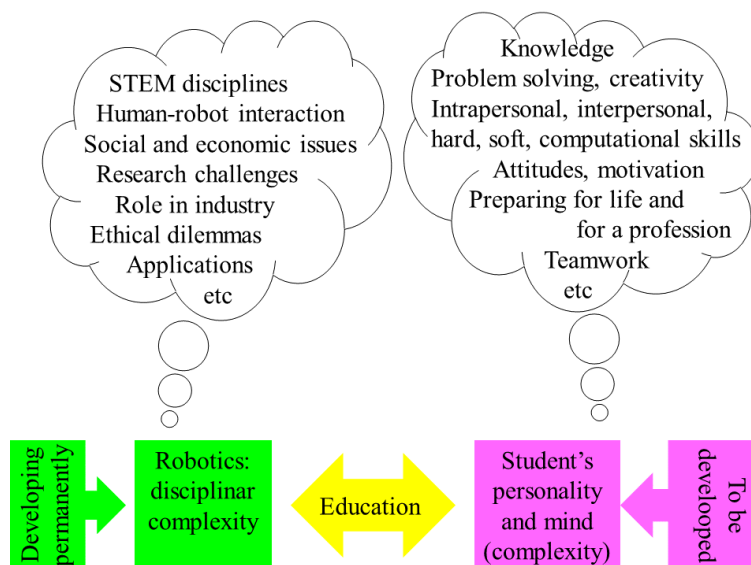 STEM disciplines
Human-robot interaction
Social and economic issues
Research challenges
Role in industry
Ethical dilemmas
Applications
etc
Knowledge
Problem solving, creativity
Intrapersonal, interpersonal,
hard, soft, computational skills
Attitudes, motivation
Preparing for life and
for a profession
Teamwork
etc
Developing
permanently
Robotics:
disciplinar
complexity
Education
Student’s
personality
and mind
(complexity)
To be
develooped